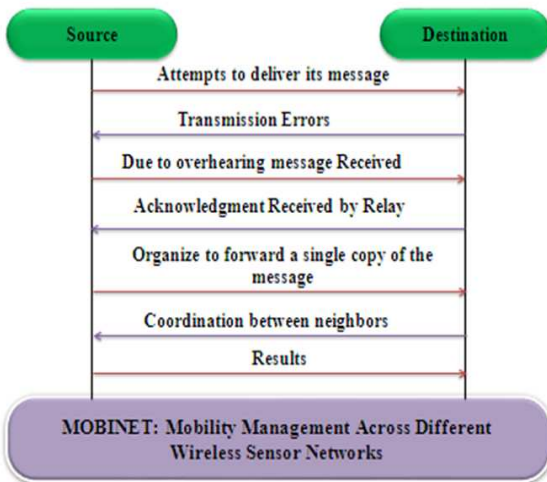 Source
Destination
Attempts to deliver its message
Transmission Errors
Due to overhearing message Received
Acknowledgment Received by Relay
Organize to forward a single copy of the
message
Coordination between neighbors
Results
MOBINET: Mobility Management Across Different
Wireless Sensor Networks